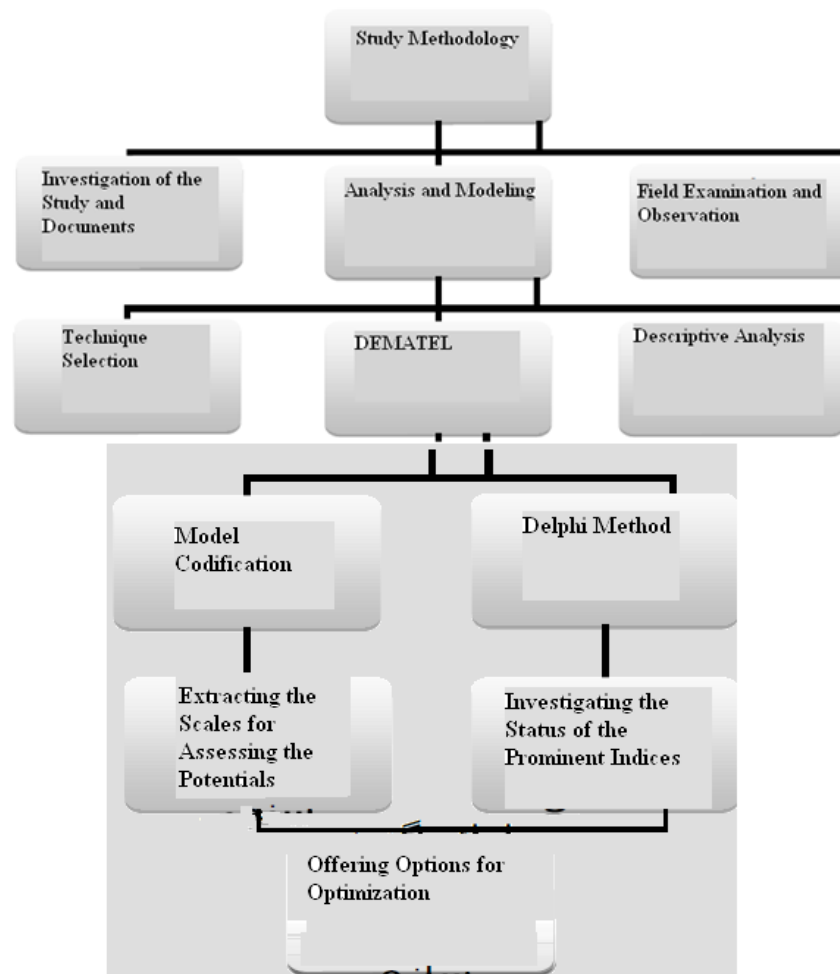 Study Methodology
Investigation of the
Study and
Documents
Analysis and Modeling
Field Examination and
Observation
Technique
Selection
DEMATEL
Descriptive Analysis
Model
Codification
Delphi Method
Extracting the
Scales for
Assessing the
Potentials
Investigating the
Status of the
Prominent Indices
Offering Options for
Optimization